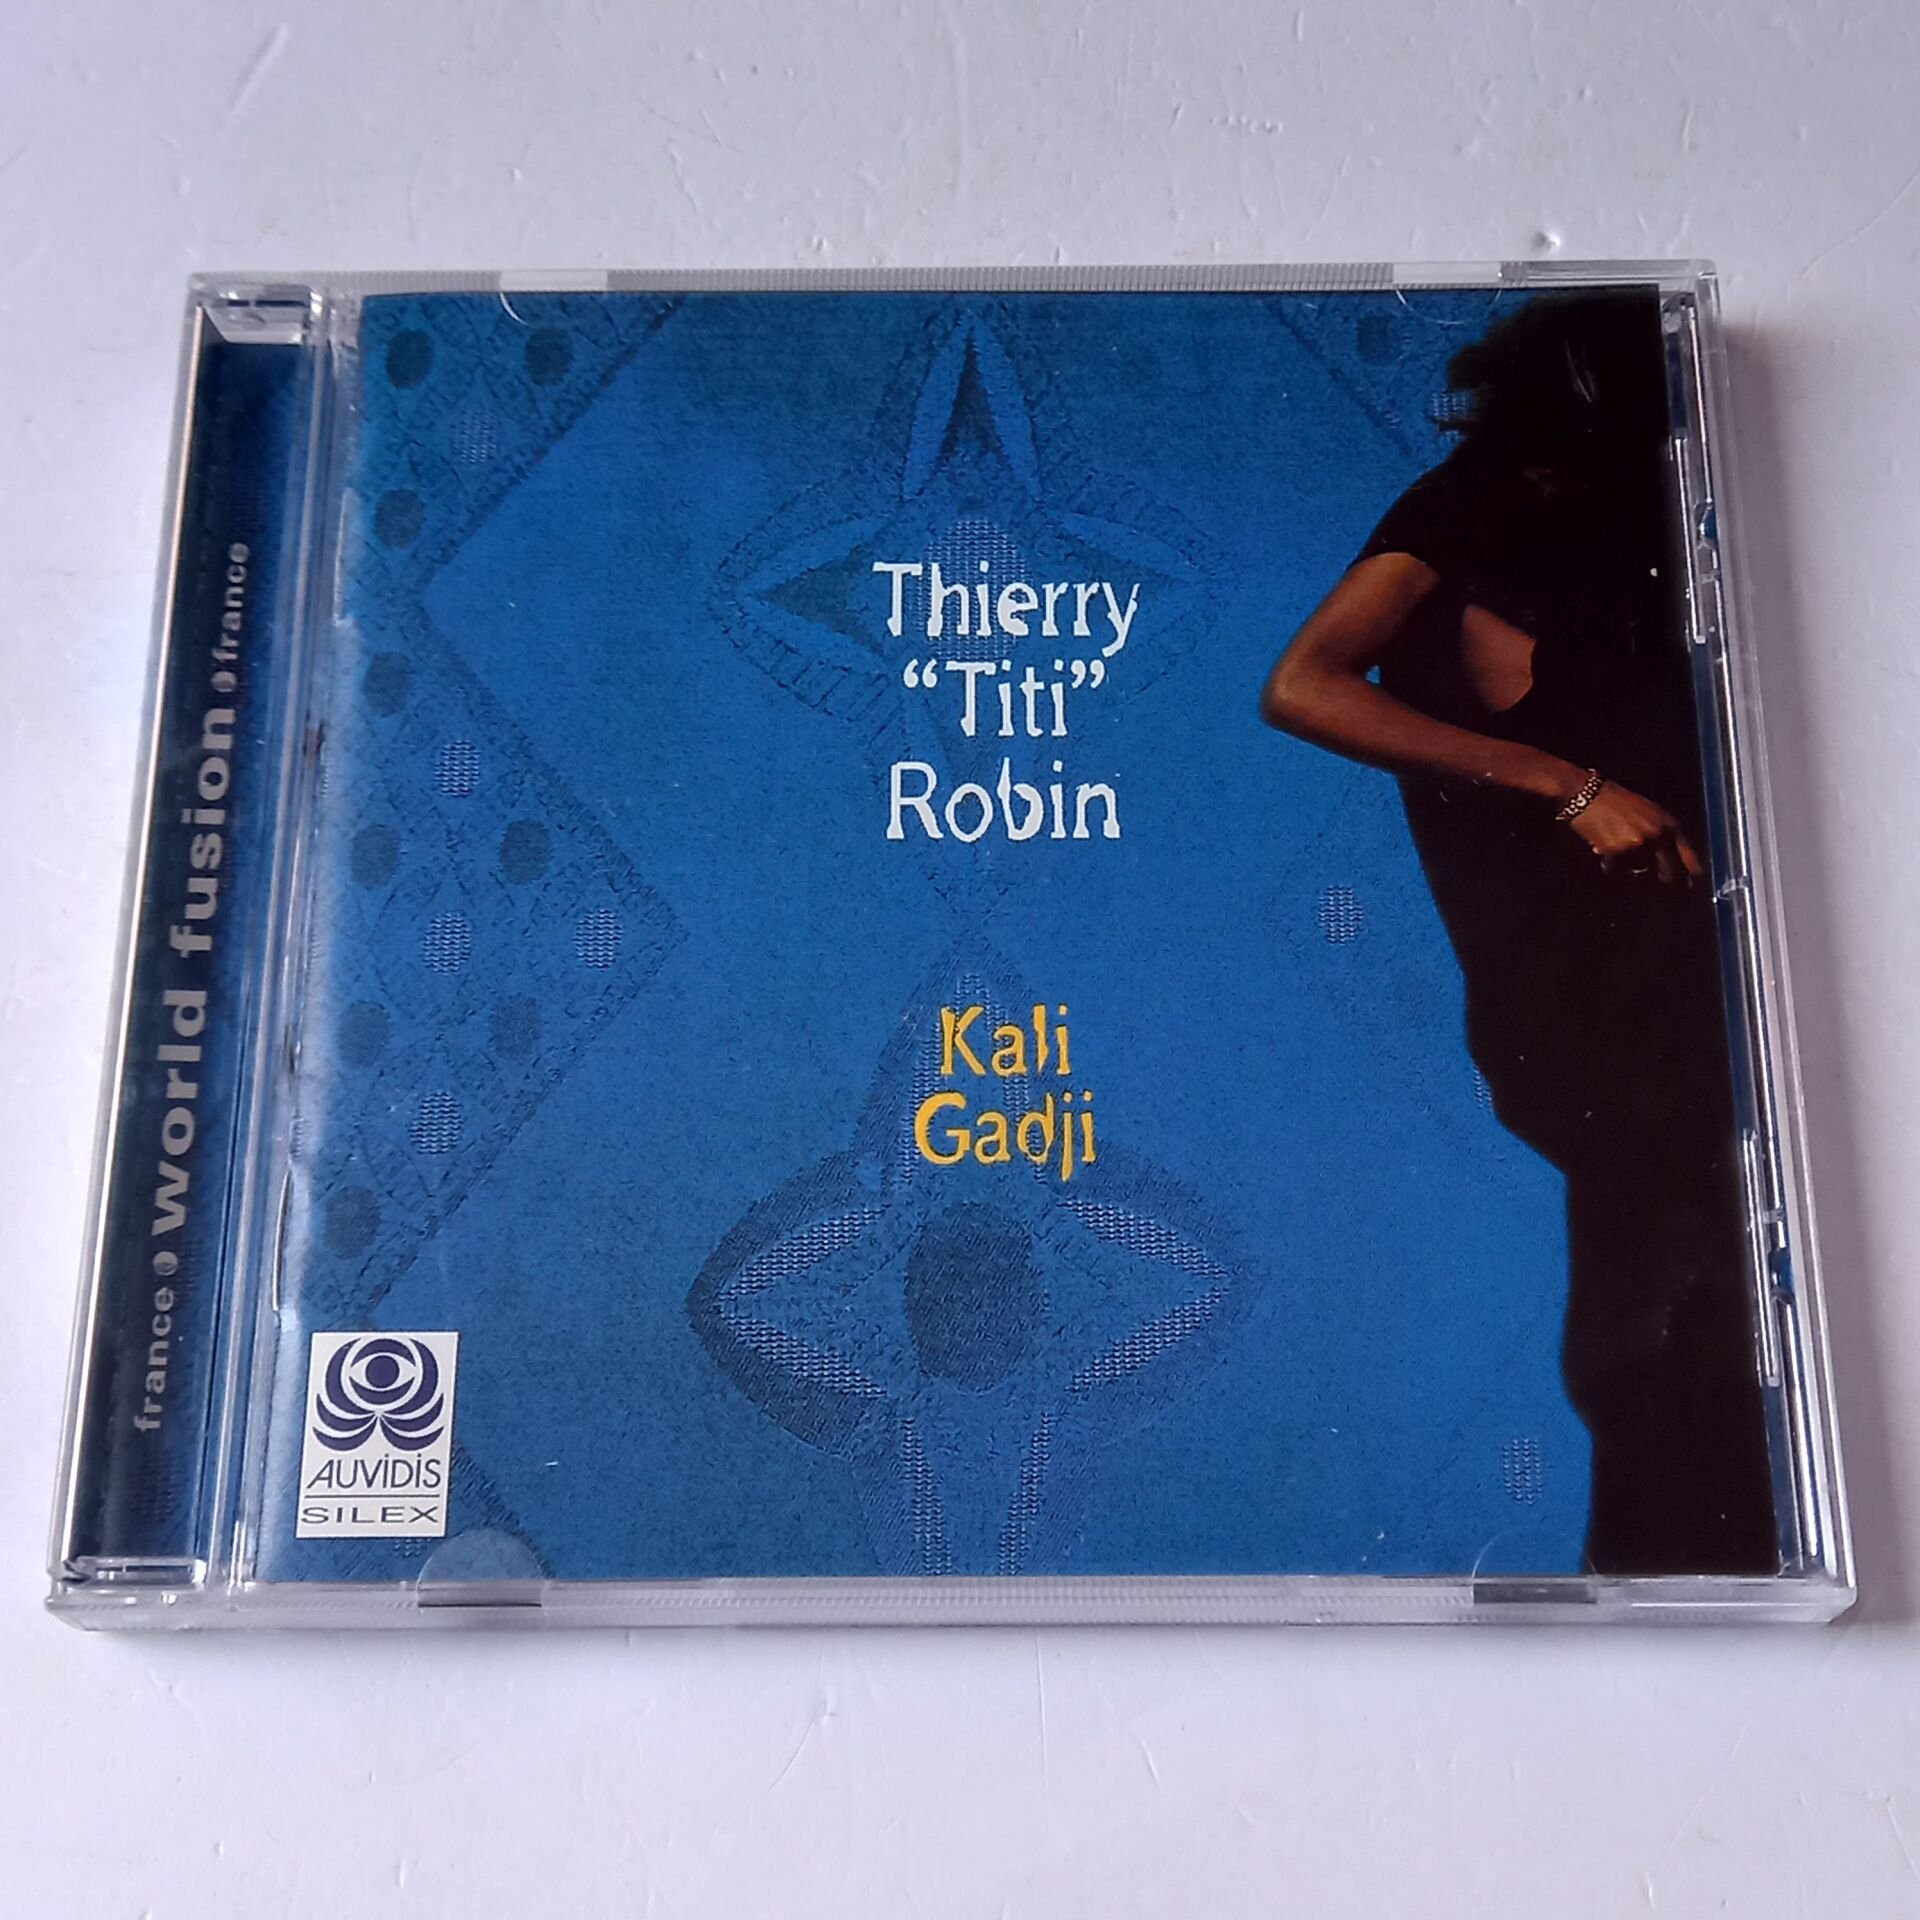 Thierry
“Titi”
Robin
Kali
Gadji
france world fusion france
AUViDiS
SILEX